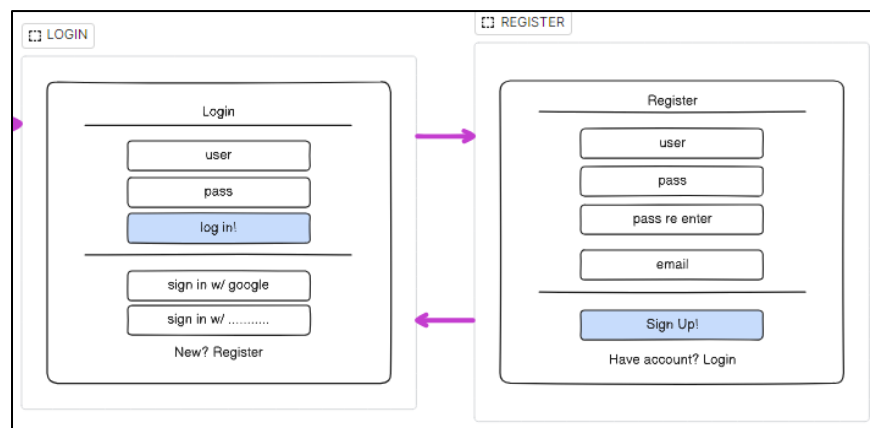 LOGIN
Login
user
pass
log in!
sign in w/ google
sign in w/ ...........
New? Register
REGISTER
Register
user
pass
pass re enter
email
Sign Up!
Have account? Login